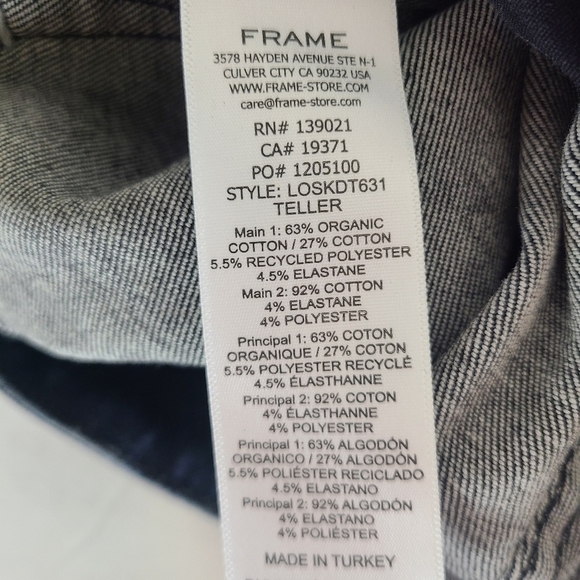 FRAME
3578 HAYDEN AVENUE STE N-1
CULVER CITY CA 90232 USA
WWW.FRAME-STORE.COM
care@frame-store.com
RN# 139021
CA# 19371
PO# 1205100
STYLE: LOSKDT631
TELLER
Main 1: 63% ORGANIC
COTTON / 27% COTTON
5.5% RECYCLED POLYESTER
4.5% ELASTANE
Main 2: 92% COTTON
4% ELASTANE
4% POLYESTER
Principal 1: 63% COTON
ORGANIQUE / 27% COTON
5.5% POLYESTER RECYCLÉ
4.5% ÉLASTHANNE
Principal 2: 92% COTON
4% ÉLASTHANNE
4% POLYESTER
Principal 1: 63% ALGODÓN
ORGANICO / 27% ALGODÓN
5.5% POLIÉSTER RECICLADO
4.5% ELASTANO
Principal 2: 92% ALGODÓN
4% ELASTANO
4% POLIÉSTER
MADE IN TURKEY